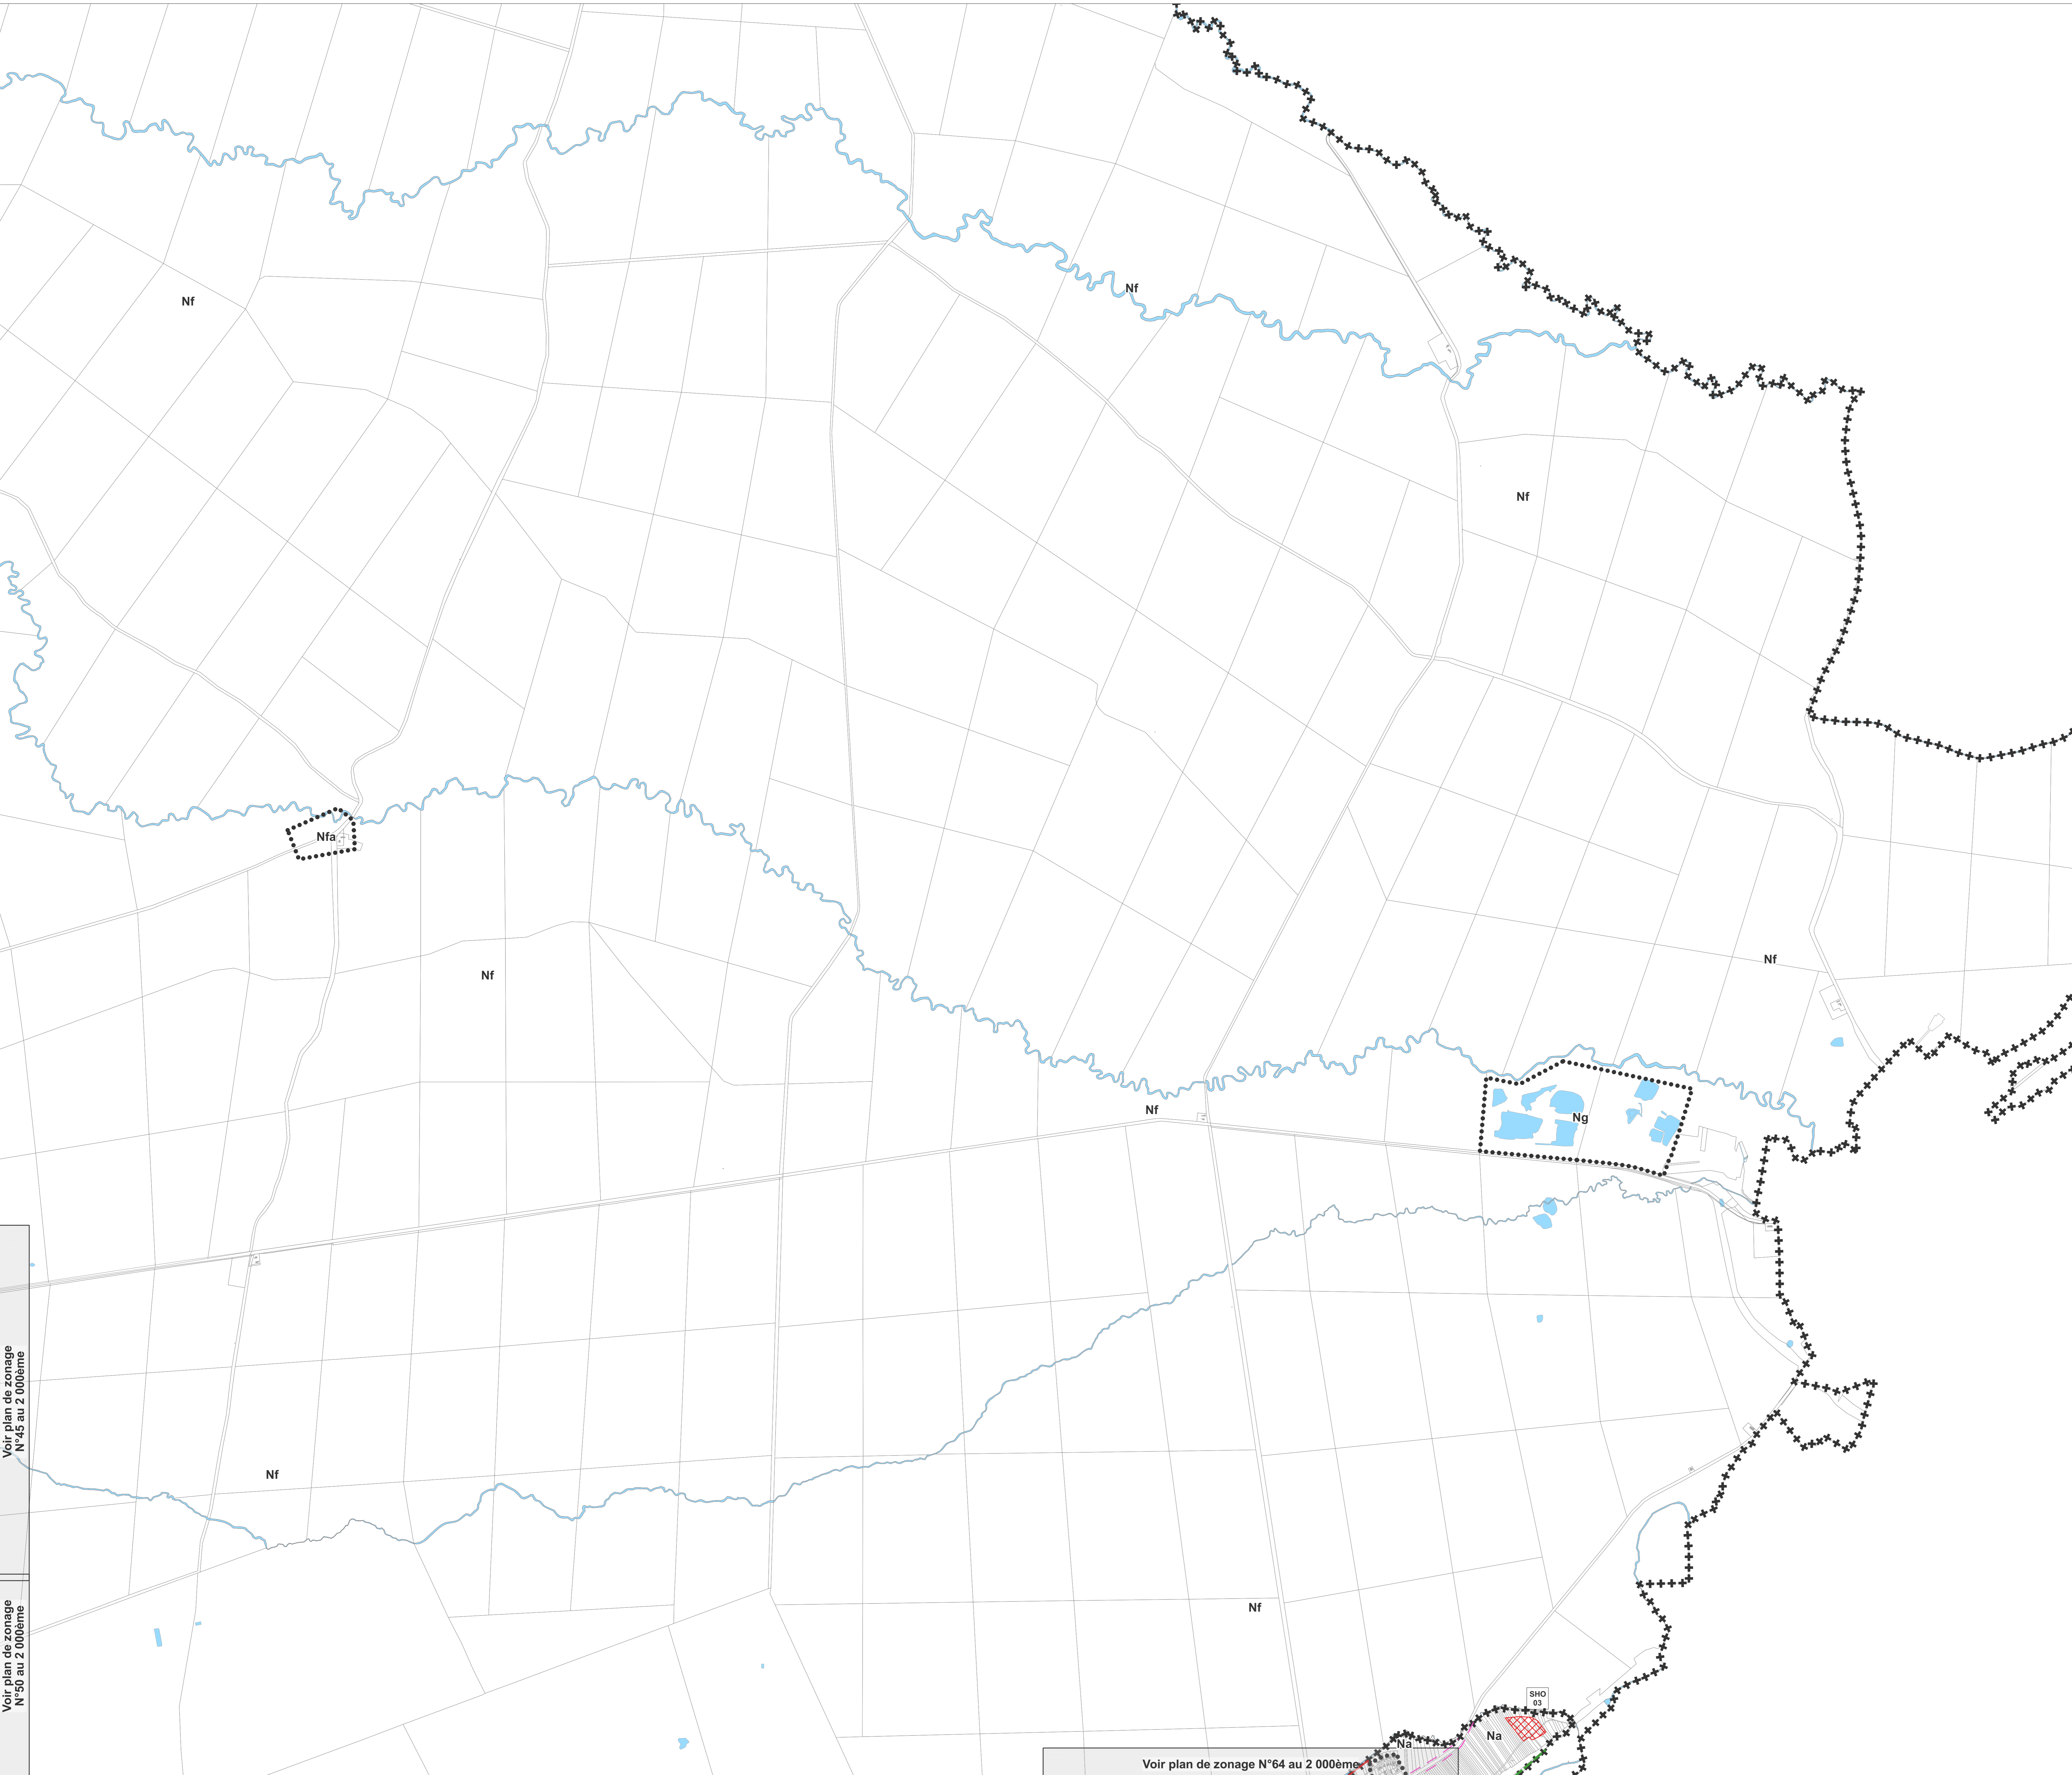 Nf
Nf
Nf
Nfa
Nf
Nf
Nf
Ng
Voir plan de zonage
N°45 au 2 000ème
Nf
Voir plan de zonage
N°50 au 2 000ème
Nf
SHO
03
Na
Na
Voir plan de zonage N°64 au 2 000ème